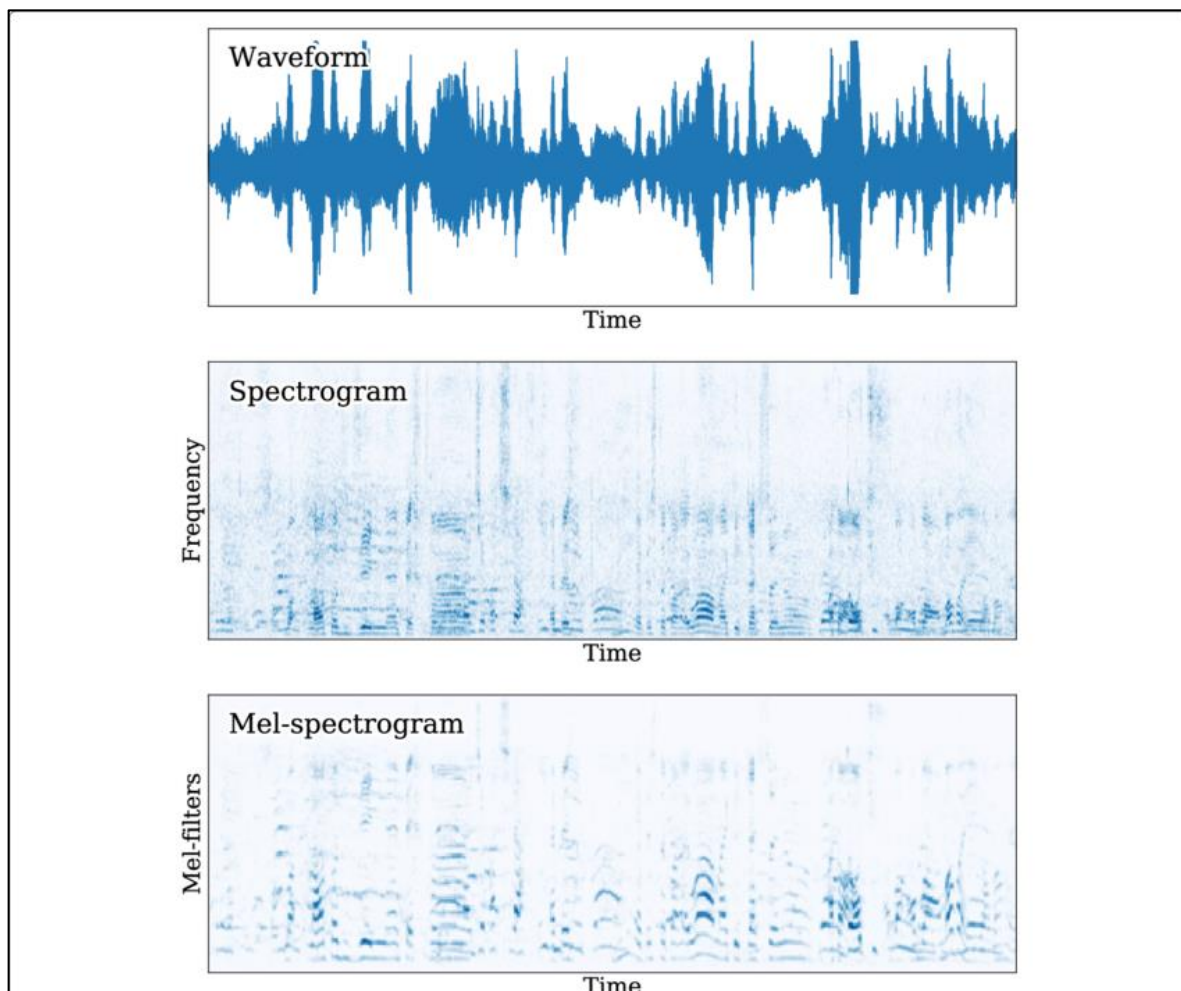 Waveform
Time
Spectrogram
Frequency
Time
Mel-spectrogram
Mel-filters
Time